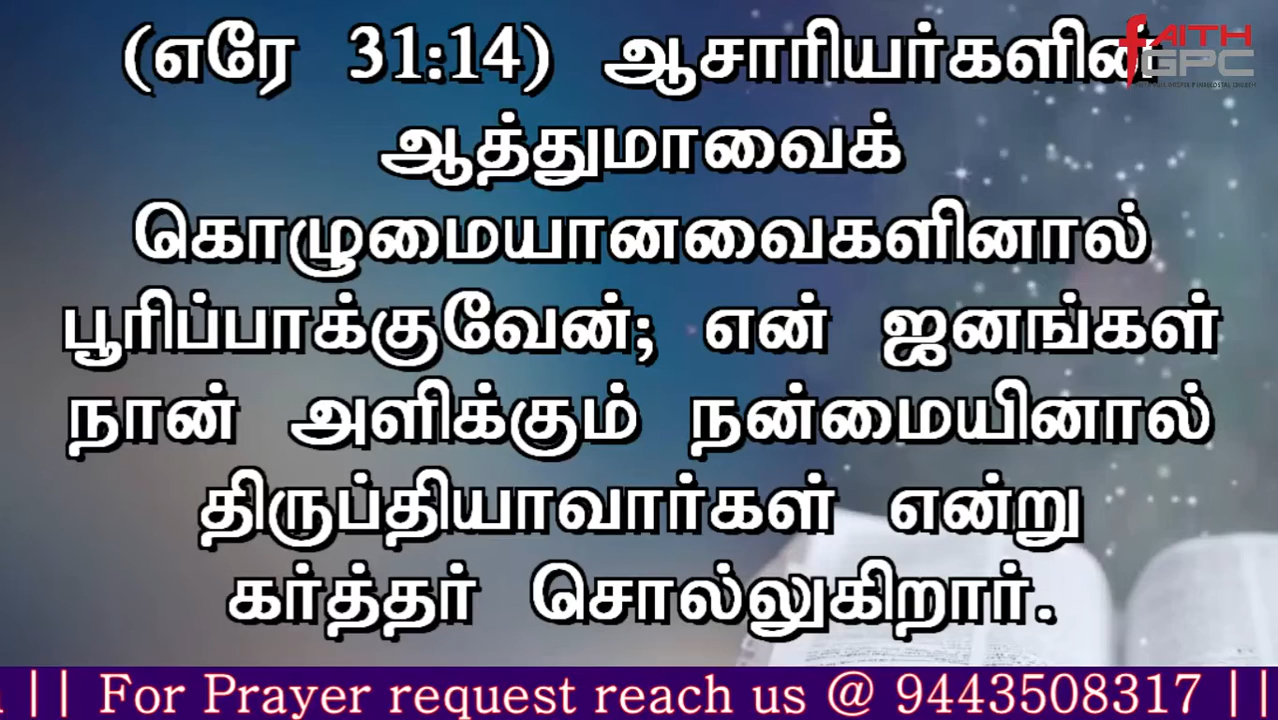 (எரே 31:14) ஆசாரியர்களின்
ஆத்துமாவைக்
கொழுமையானவைகளினால்
பூரிப்பாக்குவேன்; என் ஜனங்கள்
நான் அளிக்கும் நன்மையினால்
திருப்தியாவார்கள் என்று
கர்த்தர் சொல்லுகிறார்.
fAITH
GPC
|| For Prayer request reach us @ 9443508317 ||